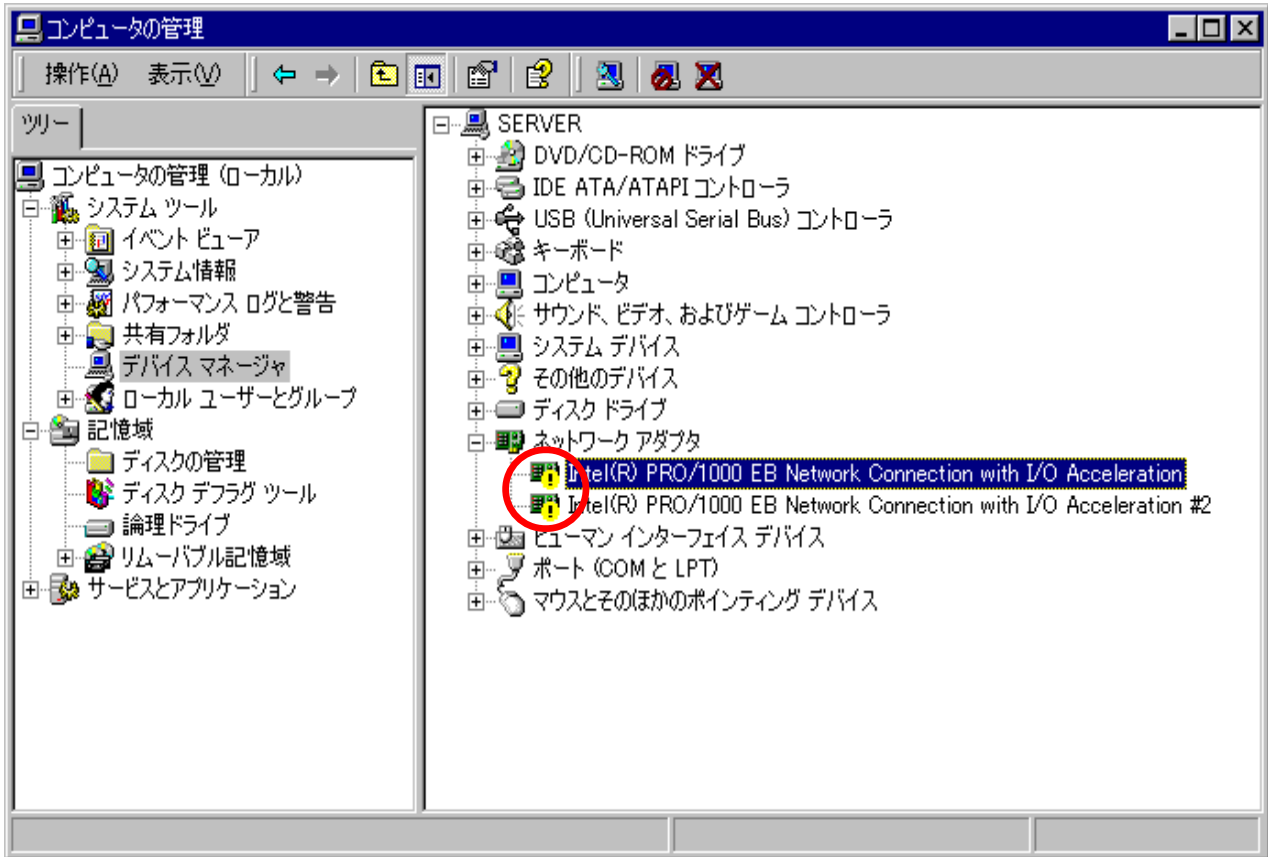 コンピュータの管理
操作(A) 表示(V)
ツリー
コンピュータの管理 (ローカル)
システム ツール
イベント ビューア
システム情報
パフォーマンス ログと警告
共有フォルダ
デバイス マネージャ
ローカル ユーザーとグループ
記憶域
ディスクの管理
ディスク デフラグ ツール
論理ドライブ
リムーバブル記憶域
サービスとアプリケーション
SERVER
DVD/CD-ROM ドライブ
IDE ATA/ATAPI コントローラ
USB (Universal Serial Bus) コントローラ
キーボード
コンピュータ
サウンド、ビデオ、およびゲーム コントローラ
システム デバイス
その他のデバイス
ディスク ドライブ
ネットワーク アダプタ
Intel(R) PRO/1000 EB Network Connection with I/O Acceleration
Intel(R) PRO/1000 EB Network Connection with I/O Acceleration #2
ヒューマン インターフェイス デバイス
ポート (COM と LPT)
マウスとそのほかのポインティング デバイス